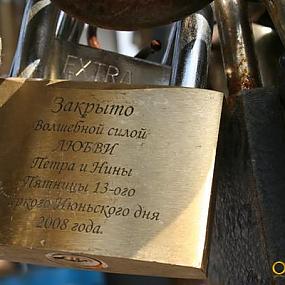 EXTRA
Закрыто
Волшебной силой
ЛЮБВИ
Петра и Нины
Пятницы 13-ого
Июньского дня
2008 года.